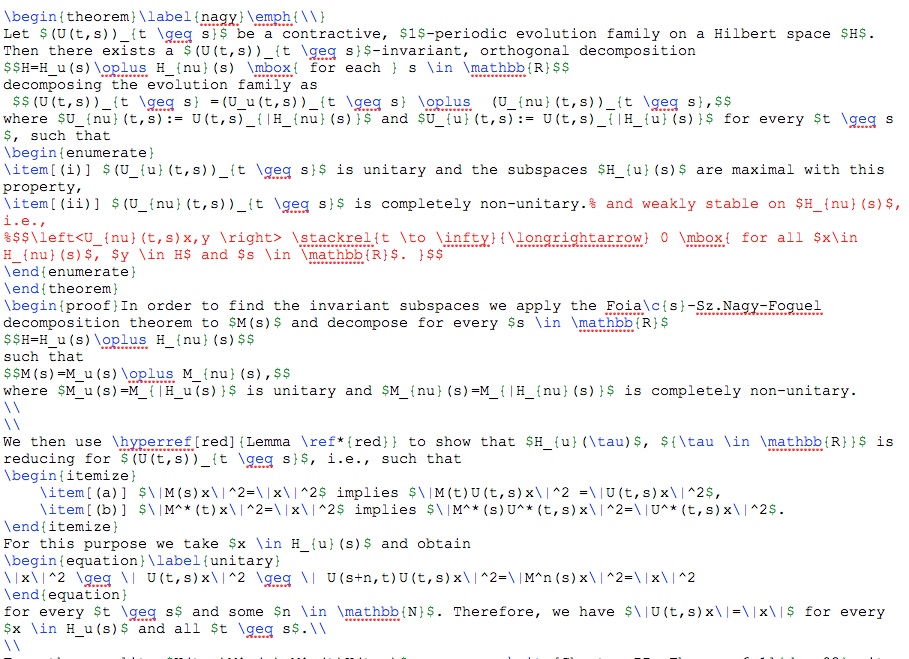 \begin{theorem}\label{nagy}\emph{\\}
Let $(U(t,s))_{t \geq s}$ be a contractive, $1$-periodic evolution family on a Hilbert space $H$.
Then there exists a $(U(t,s))_{t \geq s}$-invariant, orthogonal decomposition
$$H=H_u(s)\oplus H_{nu}(s) \mbox{ for each } s \in \mathbb{R}$$
decomposing the evolution family as
$$(U(t,s))_{t \geq s} =(U_u(t,s))_{t \geq s} \oplus  (U_{nu}(t,s))_{t \geq s},$$
where $U_{nu}(t,s):= U(t,s)_{|H_{nu}(s)}$ and $U_{u}(t,s):= U(t,s)_{|H_{u}(s)}$ for every $t \geq s
$, such that
\begin{enumerate}
\item[(i)] $(U_{u}(t,s))_{t \geq s}$ is unitary and the subspaces $H_{u}(s)$ are maximal with this
property,
\item[(ii)] $(U_{nu}(t,s))_{t \geq s}$ is completely non-unitary.% and weakly stable on $H_{nu}(s)$,
i.e.,
%$$\left<U_{nu}(t,s)x,y \right> \stackrel{t \to \infty}{\longrightarrow} 0 \mbox{ for all $x\in
H_{nu}(s)$, $y \in H$ and $s \in \mathbb{R}$. }$$
\end{enumerate}
\end{theorem}
\begin{proof}In order to find the invariant subspaces we apply the Foia\c{s}-Sz.Nagy-Foguel
decomposition theorem to $M(s)$ and decompose for every $s \in \mathbb{R}$
$$H=H_u(s)\oplus H_{nu}(s)$$
such that
$$M(s)=M_u(s)\oplus M_{nu}(s),$$
where $M_u(s)=M_{|H_u(s)}$ is unitary and $M_{nu}(s)=M_{|H_{nu}(s)}$ is completely non-unitary.
\\
\\
We then use \hyperref[red]{Lemma \ref*{red}} to show that $H_{u}(\tau)$, ${\tau \in \mathbb{R}}$ is
reducing for $(U(t,s))_{t \geq s}$, i.e., such that
\begin{itemize}
\item[(a)] $\|M(s)x\|^2=\|x\|^2$ implies $\|M(t)U(t,s)x\|^2 =\|U(t,s)x\|^2$,
\item[(b)] $\|M^*(t)x\|^2=\|x\|^2$ implies $\|M^*(s)U^*(t,s)x\|^2=\|U^*(t,s)x\|^2$.
\end{itemize}
For this purpose we take $x \in H_{u}(s)$ and obtain
\begin{equation}\label{unitary}
\|x\|^2 \geq \| U(t,s)x\|^2 \geq \| U(s+n,t)U(t,s)x\|^2=\|M^n(s)x\|^2=\|x\|^2
\end{equation}
for every $t \geq s$ and some $n \in \mathbb{N}$. Therefore, we have $\|U(t,s)x\|=\|x\|$ for every
$x \in H_u(s)$ and all $t \geq s$.\\
\\